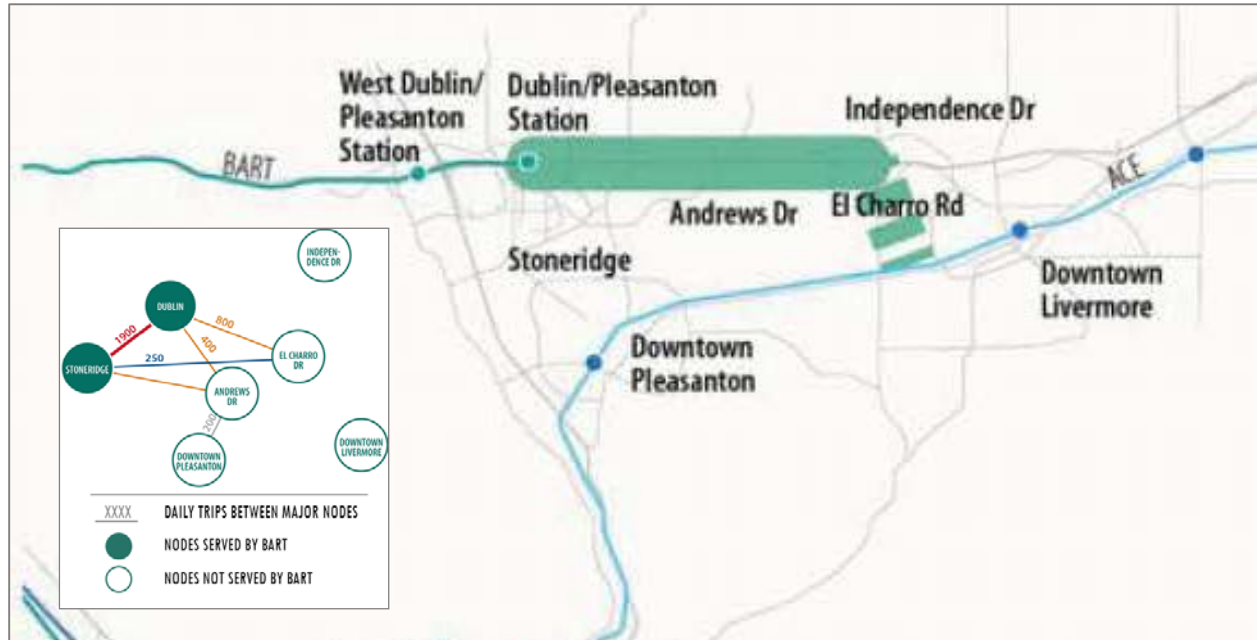 West Dublin/
Pleasanton
Station
Dublin/Pleasanton
Station
Independence Dr
BART
ACE
Andrews Dr
El Charro Rd
Stoneridge
Downtown
Livermore
Downtown
Pleasanton
INDEPEN-
DENCE DR
DUBLIN
800
1900
400
250
STONERIDGE
EL CHARRO
DR
ANDREWS
DR
200
DOWNTOWN
PLEASANTON
DOWNTOWN
LIVERMORE
XXXX DAILY TRIPS BETWEEN MAJOR NODES
NODES SERVED BY BART
NODES NOT SERVED BY BART